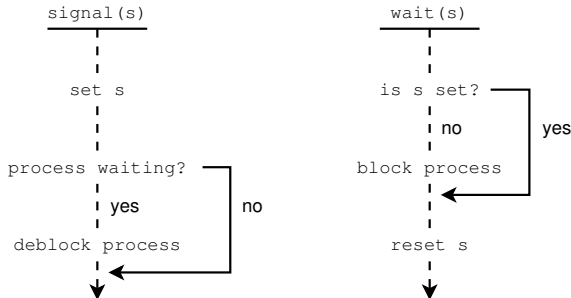 signal(s)
set s
process waiting?
yes
no
deblock process
wait(s)
is s set?
no
yes
block process
reset s